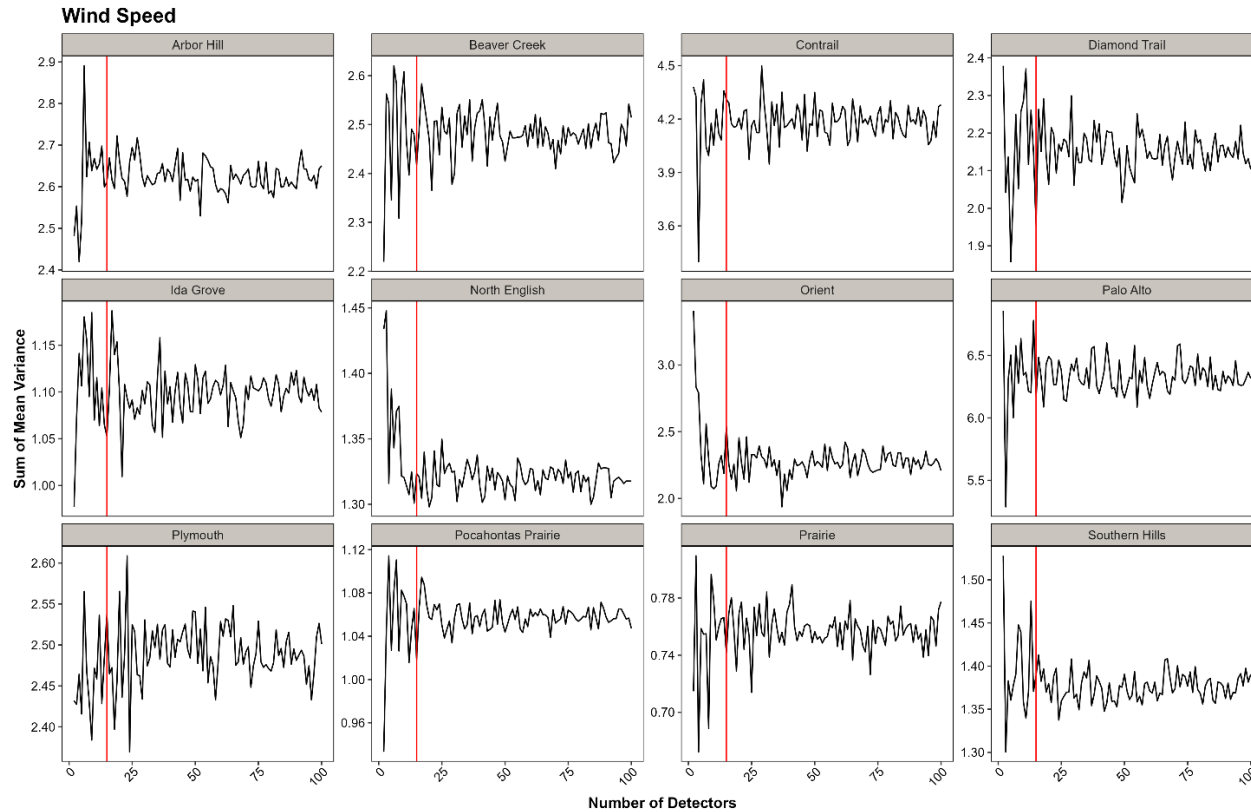 Wind Speed
Arbor Hill
Beaver Creek
Contrail
Diamond Trail
2.9
2.8
2.7
2.6
2.5
2.4
2.6
2.5
2.4
2.3
2.2
4.5
4.2
3.9
3.6
2.4
2.3
2.2
2.1
2.0
1.9
Ida Grove
North English
Orient
Palo Alto
1.15
1.10
1.05
1.00
1.45
1.40
1.35
1.30
3.0
2.5
2.0
6.5
6.0
5.5
Plymouth
Pocahontas Prairie
Prairie
Southern Hills
2.60
2.55
2.50
2.45
2.40
1.12
1.08
1.04
1.00
0.96
0.78
0.74
0.70
1.50
1.45
1.40
1.35
1.30
0 25 50 75 100
0 25 50 75 100
0 25 50 75 100
0 25 50 75 100
Sum of Mean Variance
Number of Detectors